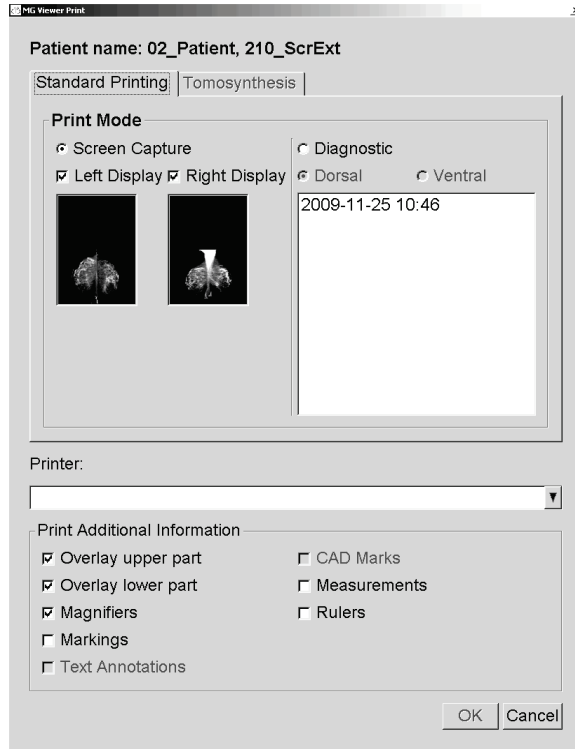 MG Viewer Print
Patient name: 02_Patient, 210_ScrExt
Standard Printing Tomosynthesis
Print Mode
Screen Capture
Left Display Right Display
Diagnostic
Dorsal Ventral
2009-11-25 10:46
Printer:
Print Additional Information
Overlay upper part
Overlay lower part
Magnifiers
Markings
Text Annotations
CAD Marks
Measurements
Rulers
OK Cancel